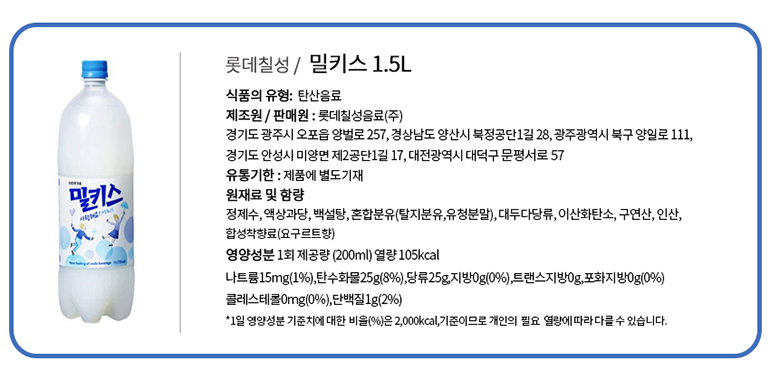 롯데칠성 / 밀키스 1.5L
식품의 유형: 탄산음료
제조원 / 판매원 : 롯데칠성음료(주)
경기도 광주시 오포읍 양벌로 257, 경상남도 양산시 북정공단1길 28, 광주광역시 북구 양일로 111,
경기도 안성시 미양면 제2공단1길 17, 대전광역시 대덕구 문평서로 57
유통기한 : 제품에 별도기재
원재료 및 함량
정제수, 액상과당, 백설탕, 혼합분유(탈지분유,유청분말), 대두다당류, 이산화탄소, 구연산, 인산,
합성착향료(요구르트향)
영양성분 1회 제공량 (200ml) 열량 105kcal
나트륨15mg(1%),탄수화물25g(8%),당류25g,지방0g(0%),트랜스지방0g,포화지방0g(0%)
콜레스테롤0mg(0%),단백질1g(2%)
*1일 영양성분 기준치에 대한 비율(%)은 2,000kcal,기준이므로 개인의 필요 열량에 따라 다를 수 있습니다.
LOTTE
밀키스